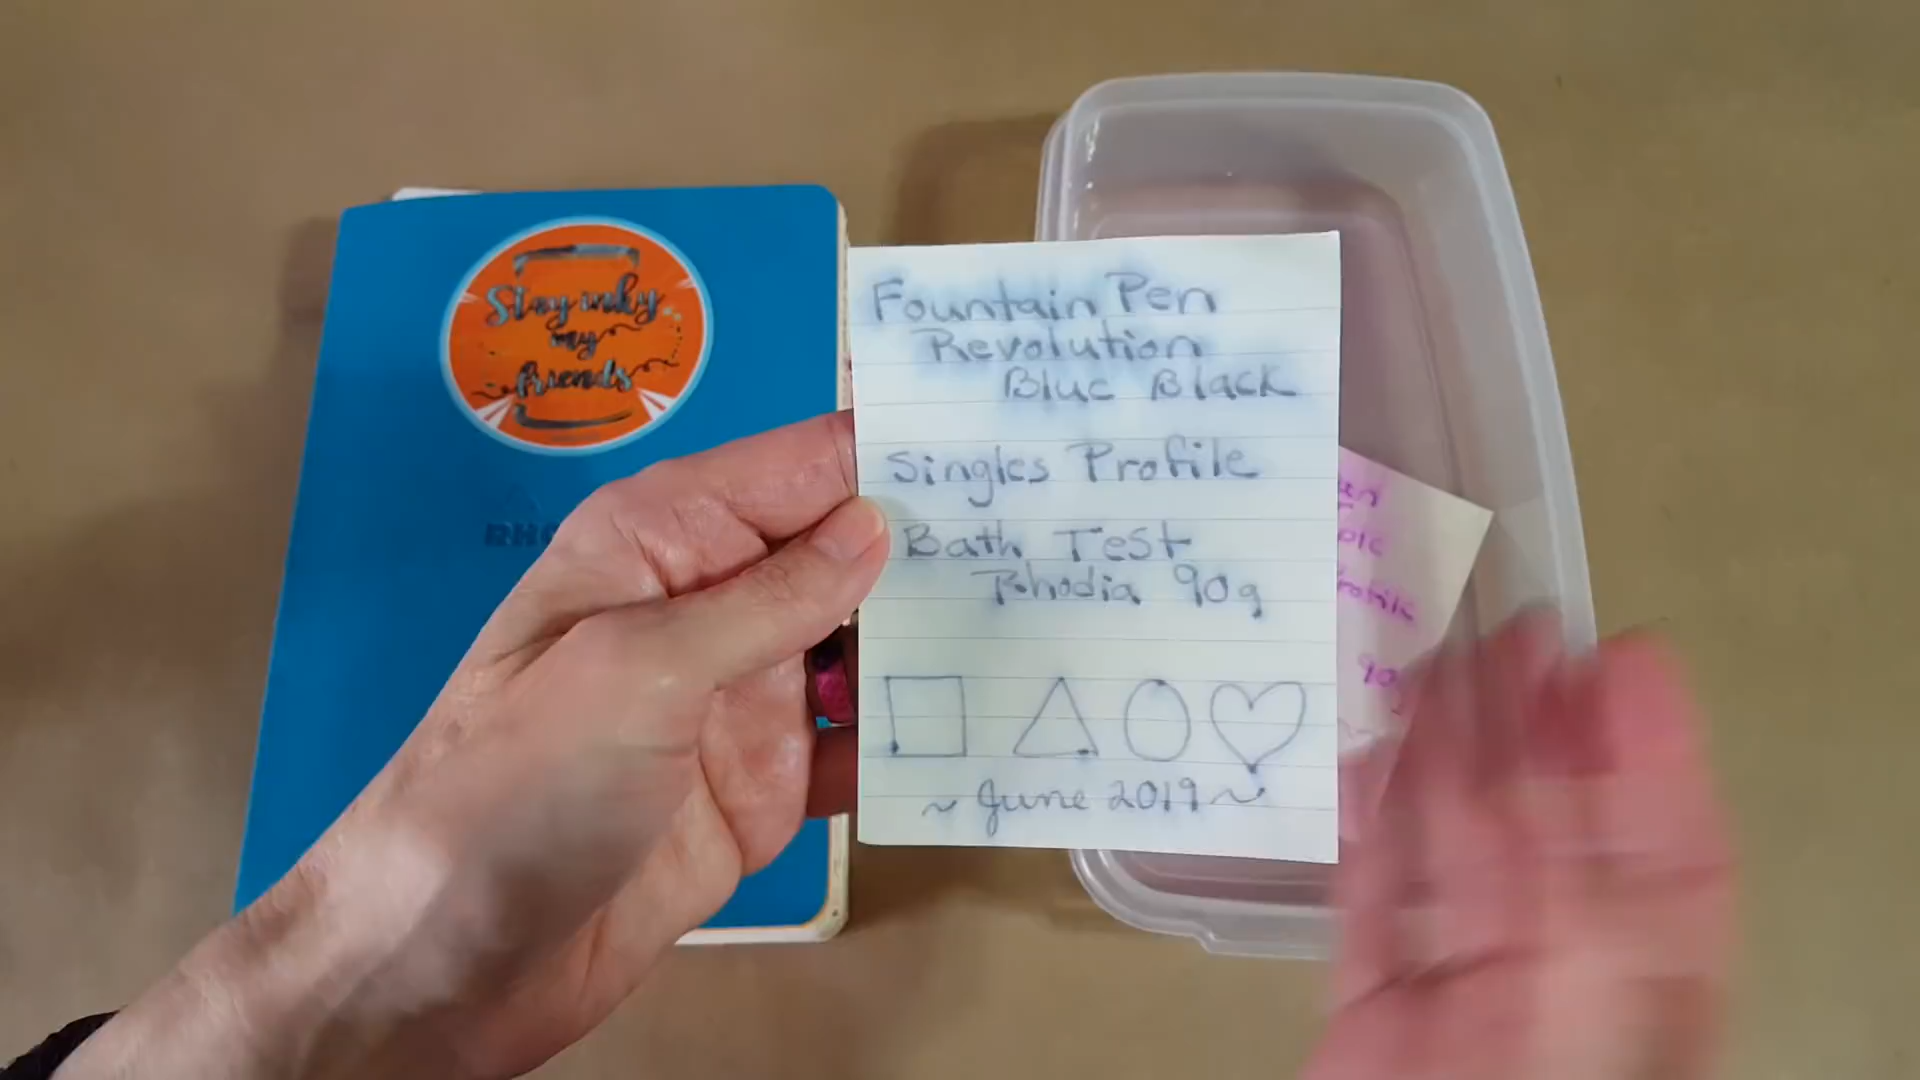 Stay inky
my
friends
Fountain Pen
Revolution
Blue Black
Singles Profile
Bath Test
Rhodia 90g
~ June 2019 ~